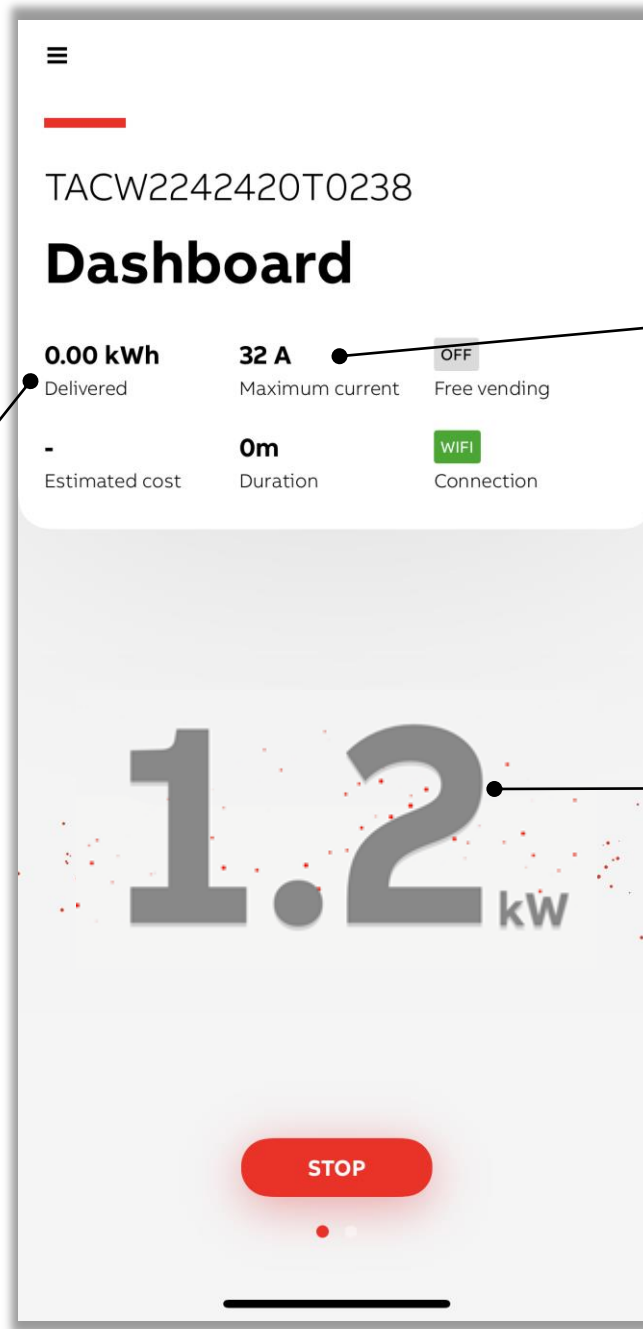 TACW2242420T0238
Dashboard
0.00 kWh 32 A OFF
Delivered Maximum current Free vending
- 0m WIFI
Estimated cost Duration Connection
1.2 kW
STOP